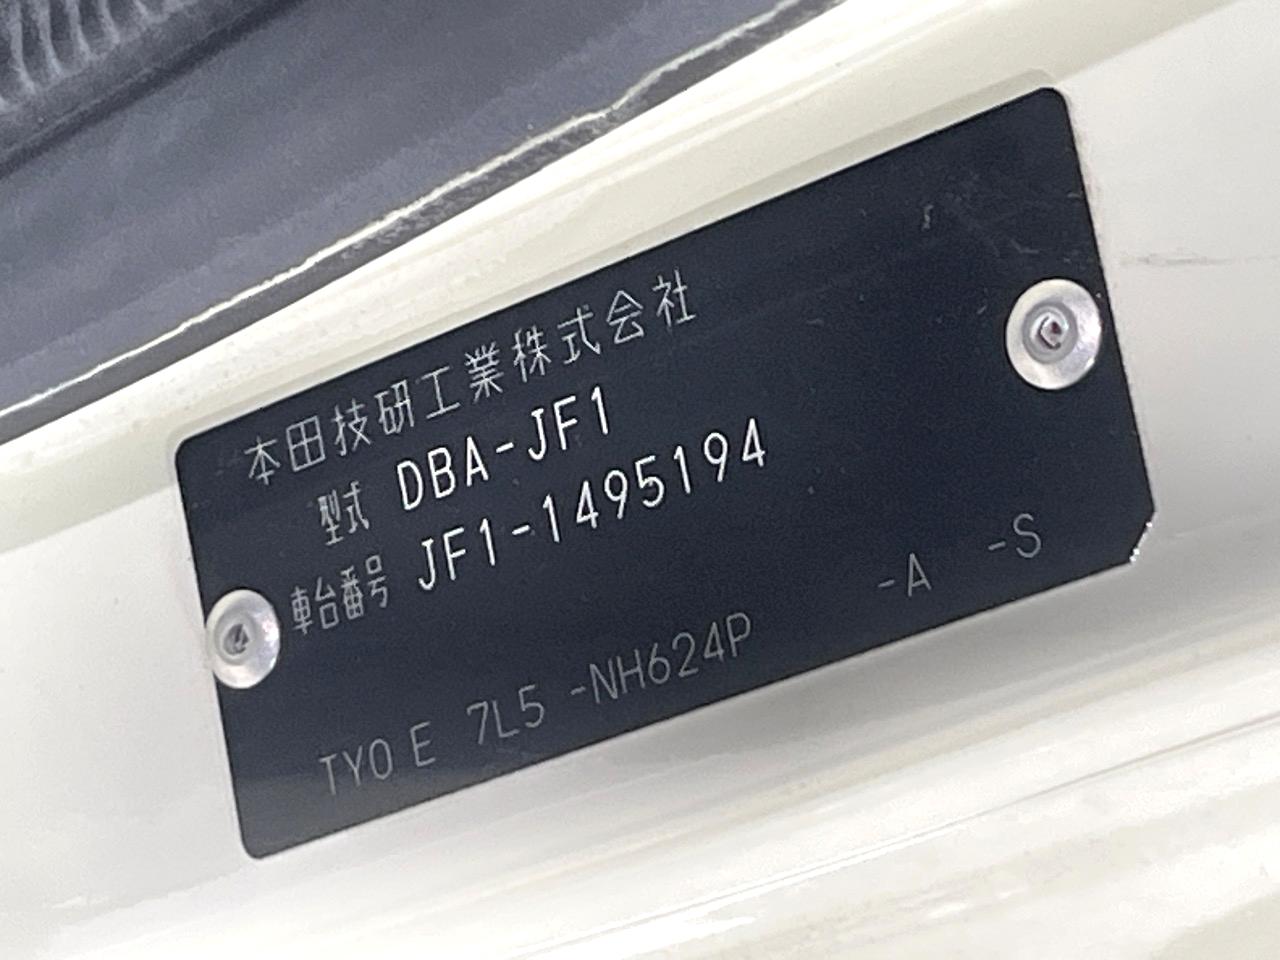 本田技研工業株式会社
型式 DBA-JF1
車台番号 JF1-1495194
-A -S
TY0 E 7L5 -NH624P